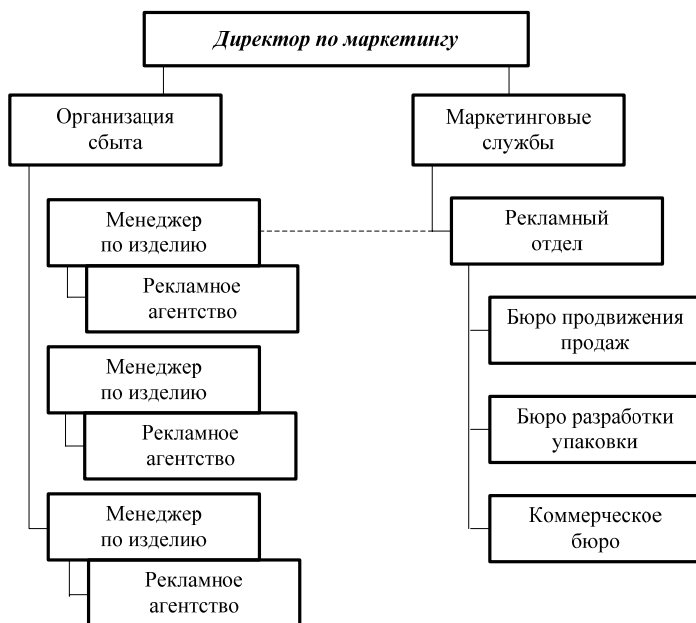 Директор по маркетингу
Организация
сбыта
Маркетинговые
службы
Менеджер
по изделию
Рекламное
агентство
Менеджер
по изделию
Рекламное
агентство
Менеджер
по изделию
Рекламное
агентство
Рекламный
отдел
Бюро продвижения
продаж
Бюро разработки
упаковки
Коммерческое
бюро